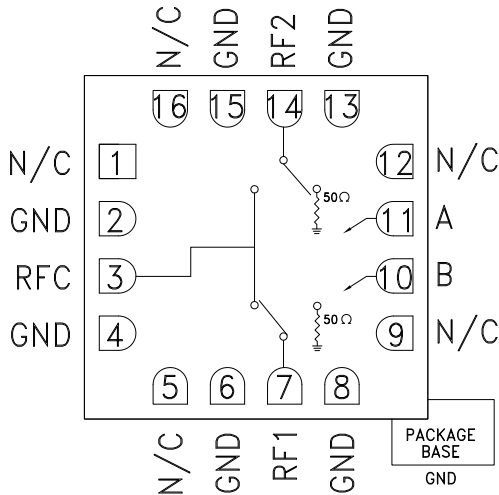 N/C
GND
RF2
GND
16
15
14
13
N/C
1
12
N/C
50Ω
GND
2
11
A
RFC
3
10
B
50Ω
GND
4
9
N/C
5
6
7
8
N/C
GND
RF1
GND
PACKAGE
BASE
GND